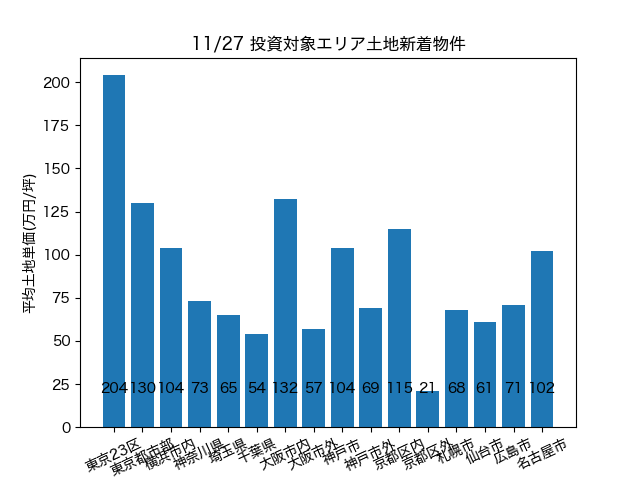 11/27 投資対象エリア土地新着物件
平均土地単価(万円/坪)
200
175
150
125
100
75
50
25
0
204 130 104 73 65 54 132 57 104 69 115 21 68 61 71 102
東京23区
東京都市部
横浜市内
神奈川県
埼玉県
千葉県
大阪市内
大阪市外
神戸市
神戸市外
京都区内
京都区外
札幌市
仙台市
広島市
名古屋市